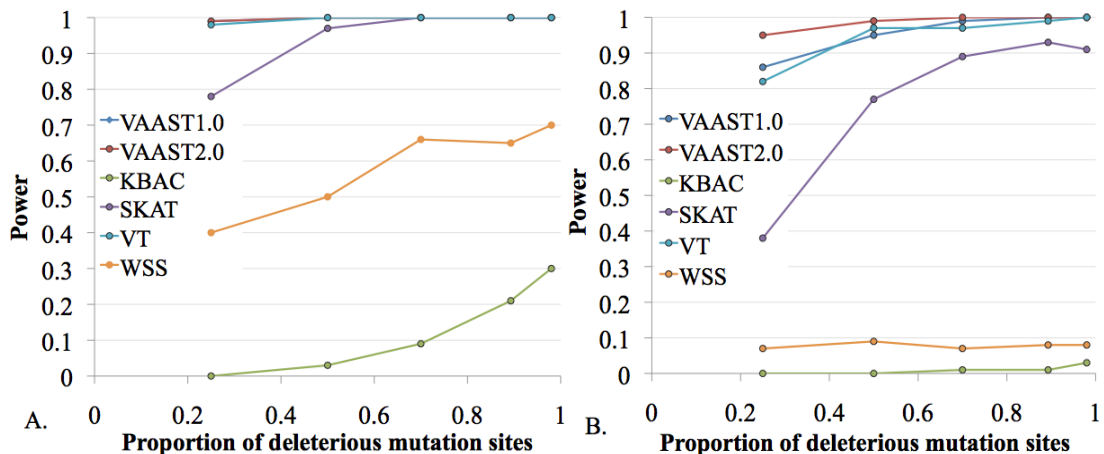 1
0.9
0.8
0.7
0.6
0.5
0.4
0.3
0.2
0.1
0
Power
VAAST1.0
VAAST2.0
KBAC
SKAT
VT
WSS
0 0.2 0.4 0.6 0.8 1
A. Proportion of deleterious mutation sites
1
0.9
0.8
0.7
0.6
0.5
0.4
0.3
0.2
0.1
0
Power
VAAST1.0
VAAST2.0
KBAC
SKAT
VT
WSS
0 0.2 0.4 0.6 0.8 1
B. Proportion of deleterious mutation sites